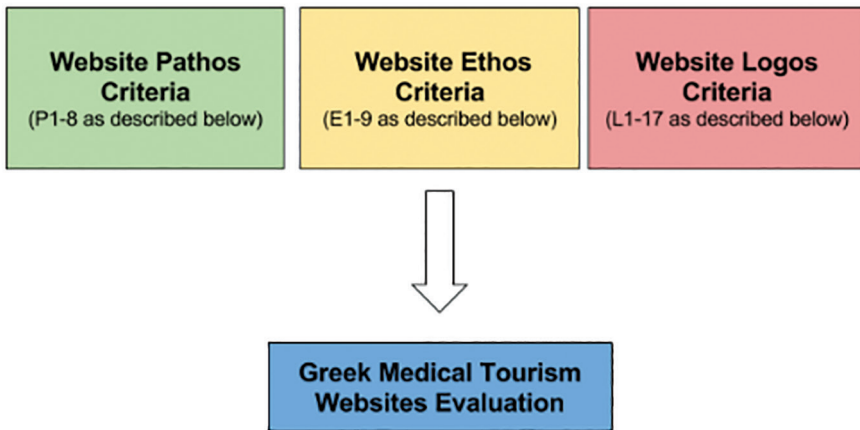 Website Pathos
Criteria
(P1-8 as described below)
Website Ethos
Criteria
(E1-9 as described below)
Website Logos
Criteria
(L1-17 as described below)
Greek Medical Tourism
Websites Evaluation